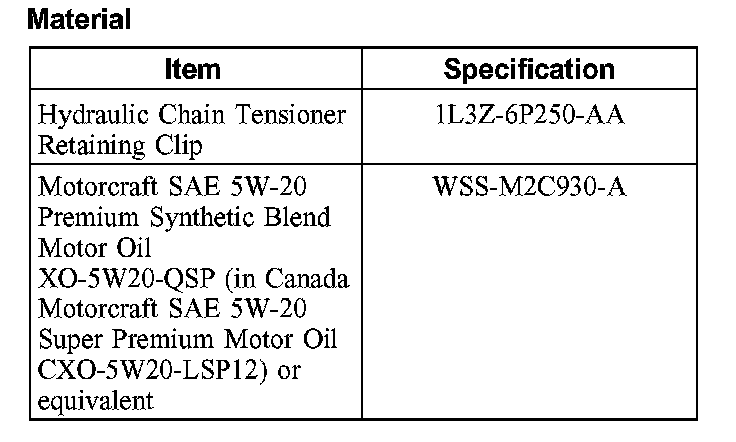 Material
Item Specification
Hydraulic Chain Tensioner 1L3Z-6P250-AA
Retaining Clip
Motorcraft SAE 5W-20 WSS-M2C930-A
Premium Synthetic Blend
Motor Oil
XO-5W20-QSP (in Canada
Motorcraft SAE 5W-20
Super Premium Motor Oil
CXO-5W20-LSP12) or
equivalent